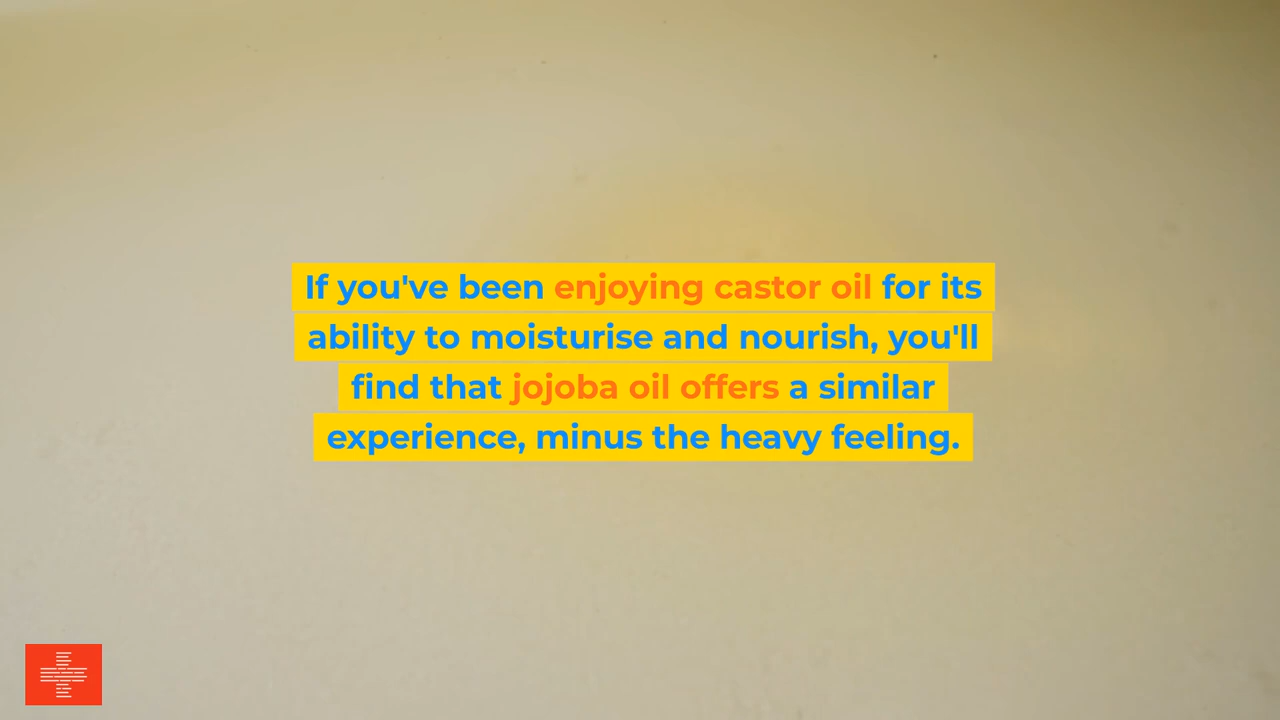 If you've been enjoying castor oil for its
ability to moisturise and nourish, you'll
find that jojoba oil offers a similar
experience, minus the heavy feeling.